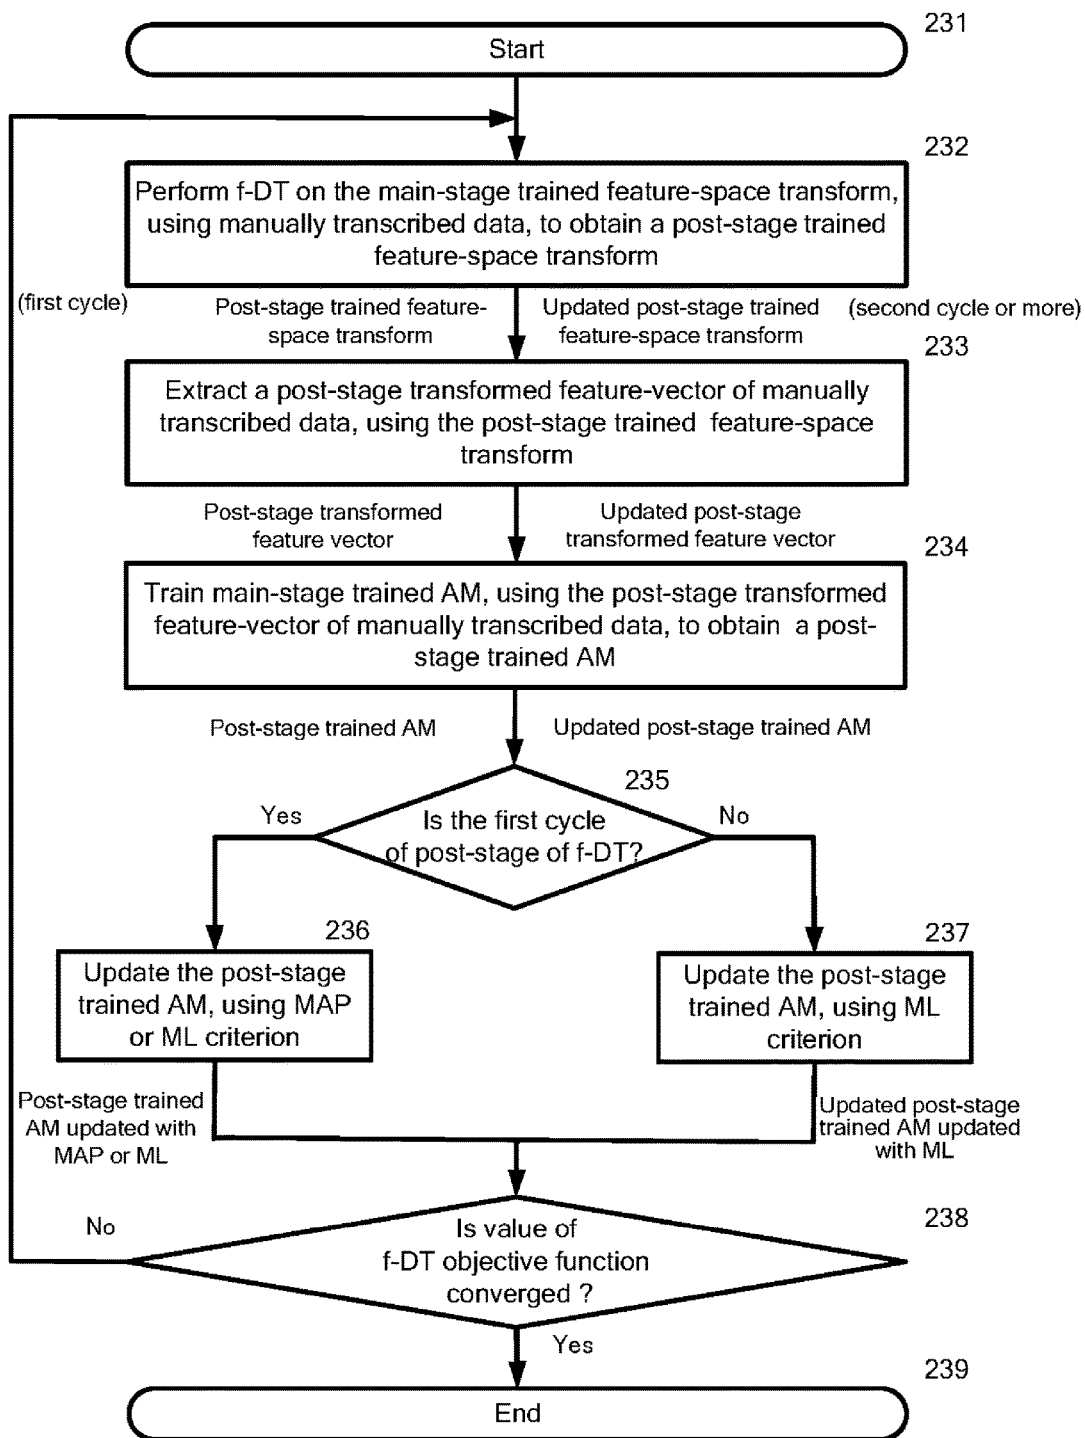 231
Start
232
Perform f-DT on the main-stage trained feature-space transform,
using manually transcribed data, to obtain a post-stage trained
feature-space transform
(first cycle)
Post-stage trained feature-
space transform
Updated post-stage trained
feature-space transform
(second cycle or more)
233
Extract a post-stage transformed feature-vector of manually
transcribed data, using the post-stage trained feature-space
transform
Post-stage transformed
feature vector
Updated post-stage
transformed feature vector
234
Train main-stage trained AM, using the post-stage transformed
feature-vector of manually transcribed data, to obtain a post-
stage trained AM
Post-stage trained AM
Updated post-stage trained AM
235
Yes
Is the first cycle
of post-stage of f-DT?
No
236
Update the post-stage
trained AM, using MAP
or ML criterion
237
Update the post-stage
trained AM, using ML
criterion
Post-stage trained
AM updated with
MAP or ML
Updated post-stage
trained AM updated
with ML
238
No
Is value of
f-DT objective function
converged ?
Yes
239
End